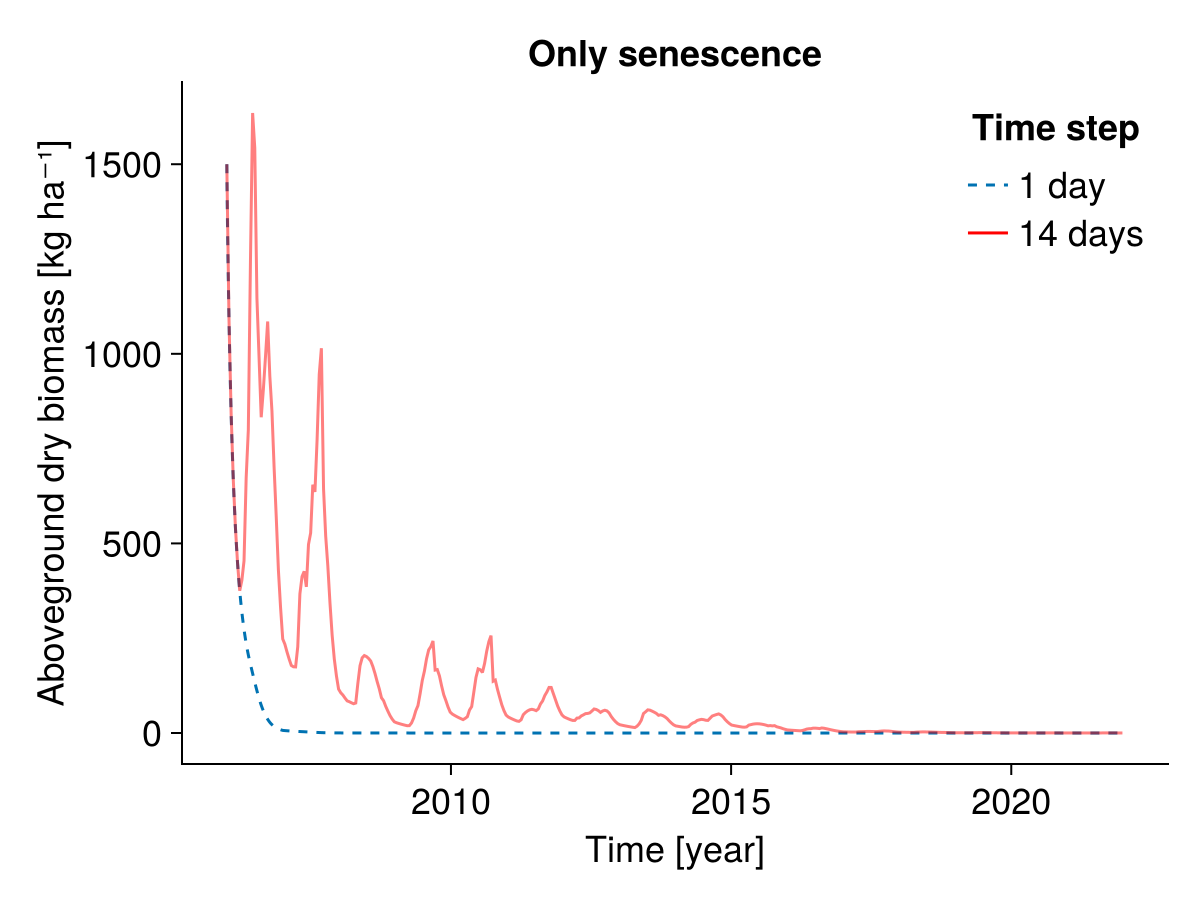 Only senescence
Aboveground dry biomass [kg ha⁻¹]
1500
1000
500
0
Time step
1 day
14 days
2010
2015
2020
Time [year]